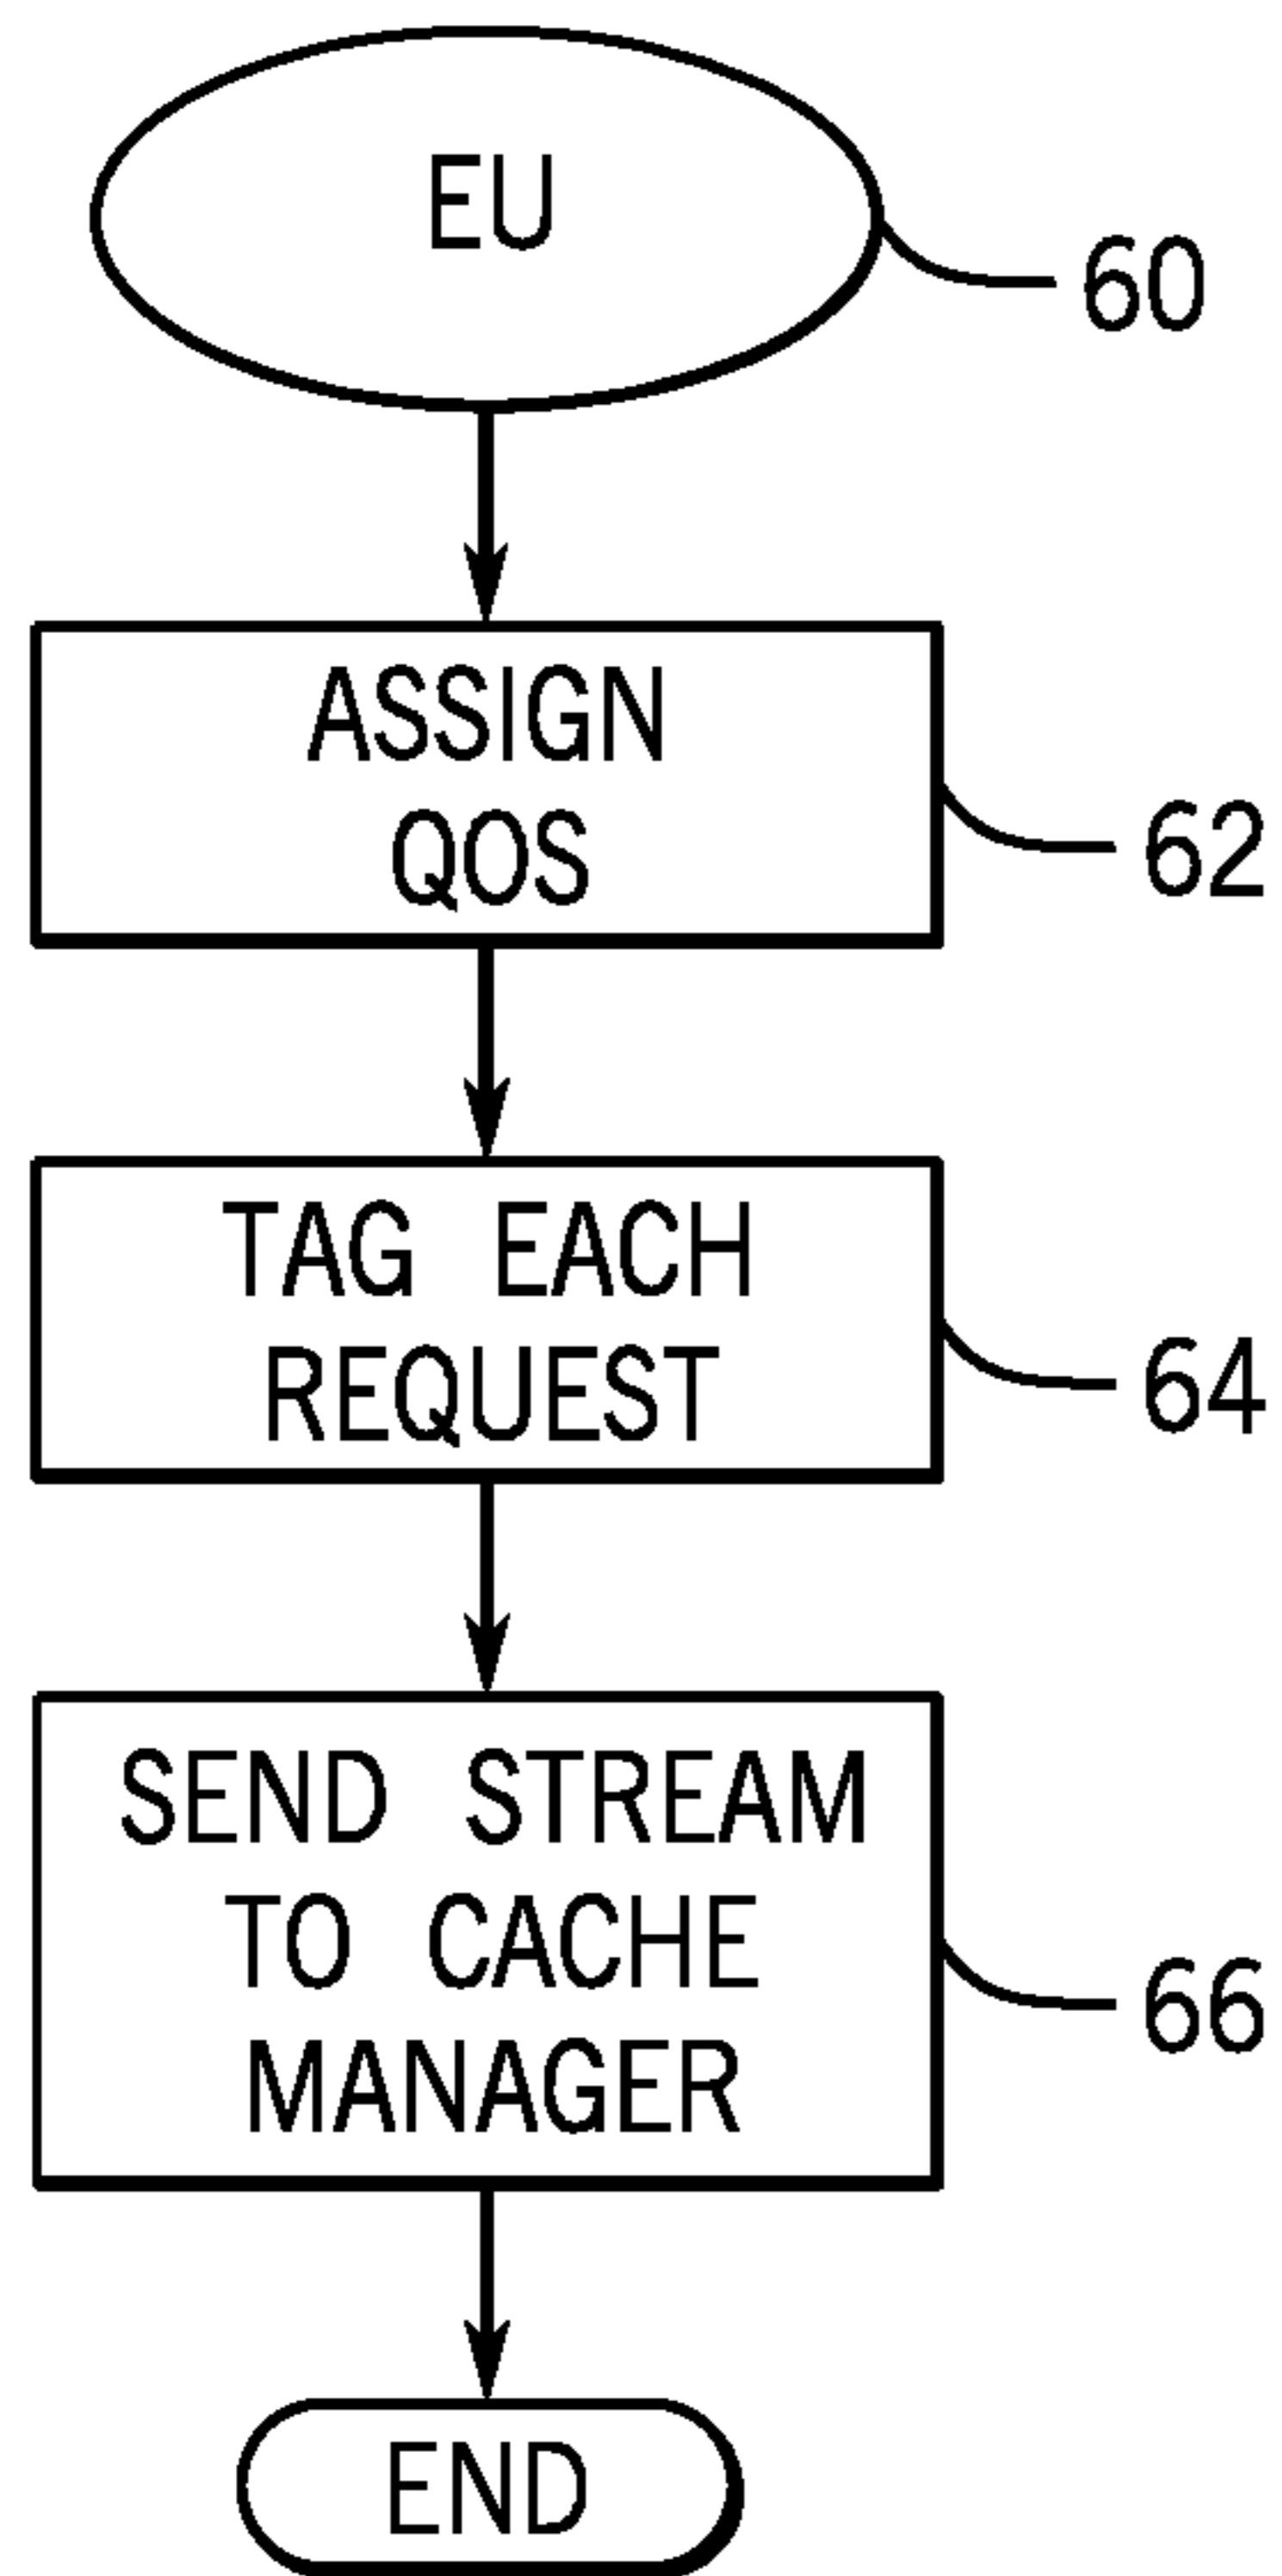 EU
60
ASSIGN
QOS
62
TAG EACH
REQUEST
64
SEND STREAM
TO CACHE
MANAGER
66
END